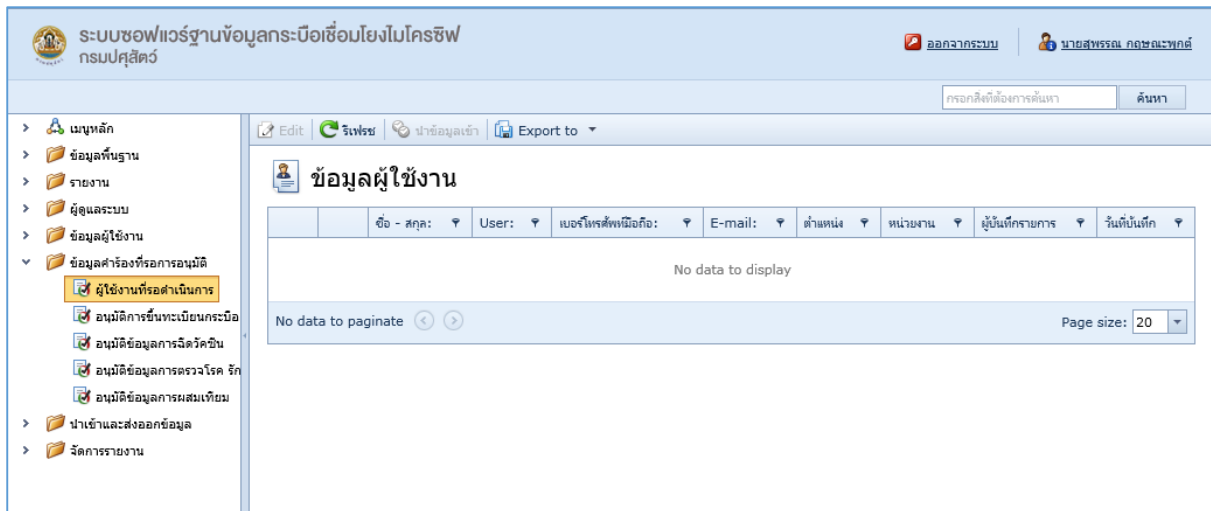 ระบบซอฟแวร์ฐานข้อมูลกระบือเชื่อมโยงไมโครชิฟ
กรมปศุสัตว์
ออกจากระบบ
นายสุพรรณ กฤษณะพุกต์
กรอกสิ่งที่ต้องการค้นหา
ค้นหา
เมนูหลัก
ข้อมูลพื้นฐาน
รายงาน
ผู้ดูแลระบบ
ข้อมูลผู้ใช้งาน
ข้อมูลคำร้องที่รอการอนุมัติ
ผู้ใช้งานที่รอดำเนินการ
อนุมัติการขึ้นทะเบียนกระบือ
อนุมัติข้อมูลการฉีดวัคซีน
อนุมัติข้อมูลการตรวจโรค รัก
อนุมัติข้อมูลการผสมเทียม
นำเข้าและส่งออกข้อมูล
จัดการรายงาน
Edit รีเฟรช นำข้อมูลเข้า Export to
ข้อมูลผู้ใช้งาน
ชื่อ - สกุล: User: เบอร์โทรศัพท์มือถือ: E-mail: ตำแหน่ง หน่วยงาน ผู้บันทึกรายการ วันที่บันทึก
No data to display
No data to paginate Page size: 20